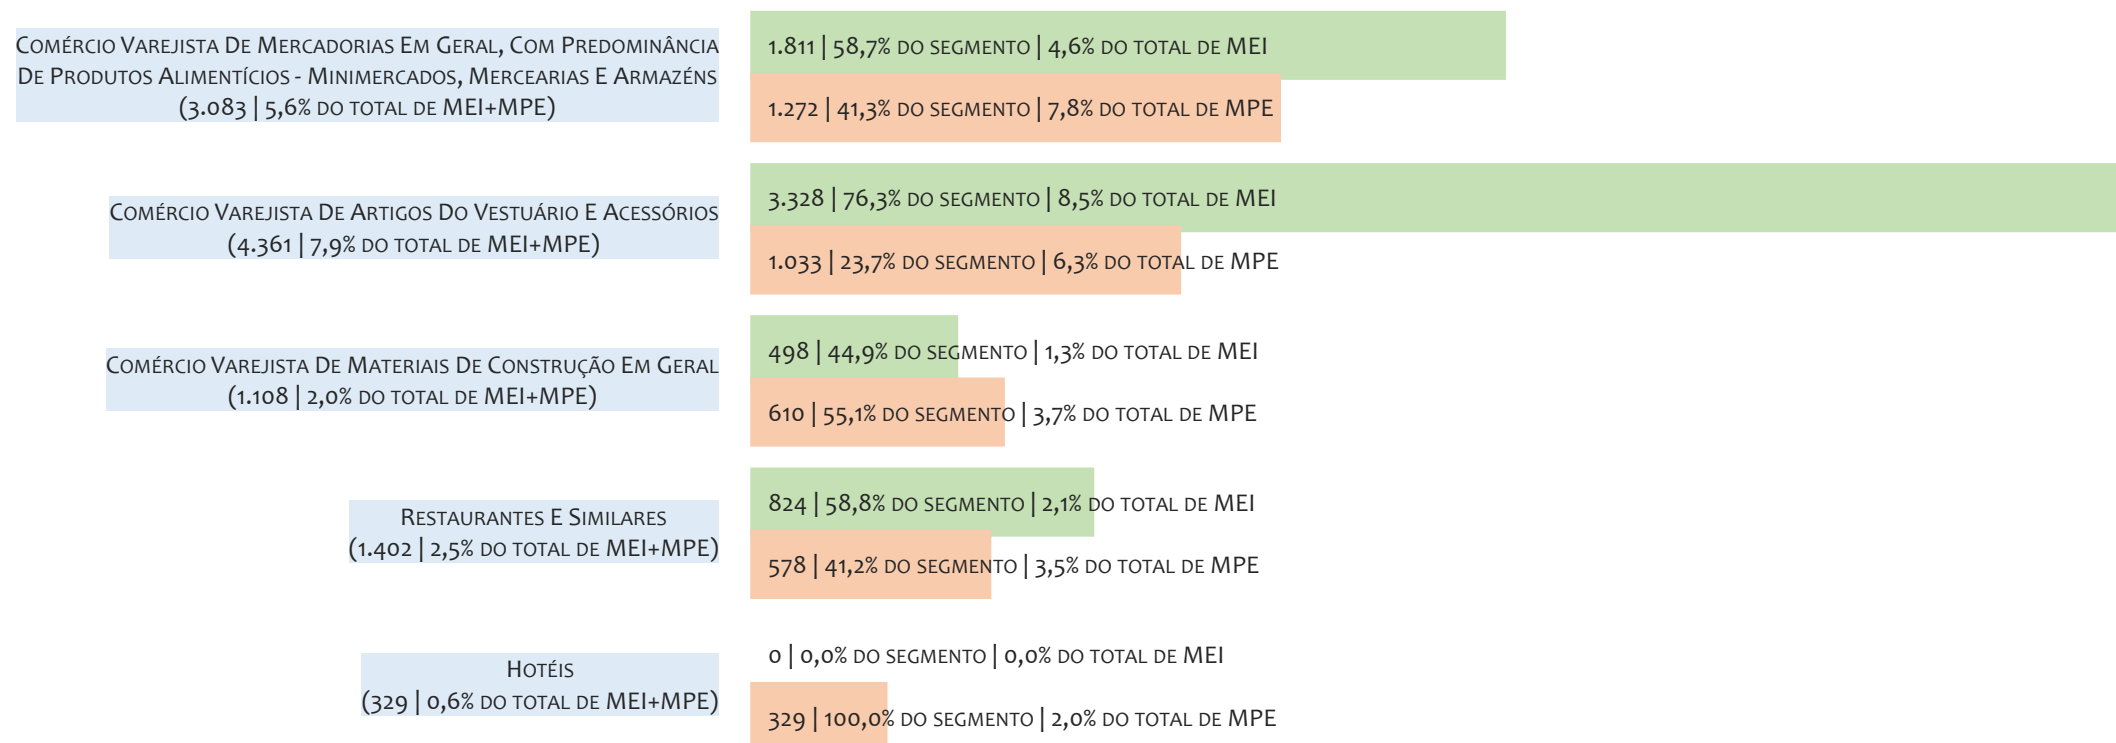 Comércio Varejista De Mercadorias Em Geral, Com Predominância
De Produtos Alimentícios - Minimercados, Mercearias E Armazéns
(3.083 | 5,6% do total de MEI+MPE)
1.811 | 58,7% do segmento | 4,6% do total de MEI
1.272 | 41,3% do segmento | 7,8% do total de MPE
Comércio Varejista De Artigos Do Vestuário E Acessórios
(4.361 | 7,9% do total de MEI+MPE)
3.328 | 76,3% do segmento | 8,5% do total de MEI
1.033 | 23,7% do segmento | 6,3% do total de MPE
Comércio Varejista De Materiais De Construção Em Geral
(1.108 | 2,0% do total de MEI+MPE)
498 | 44,9% do segmento | 1,3% do total de MEI
610 | 55,1% do segmento | 3,7% do total de MPE
Restaurantes E Similares
(1.402 | 2,5% do total de MEI+MPE)
824 | 58,8% do segmento | 2,1% do total de MEI
578 | 41,2% do segmento | 3,5% do total de MPE
Hotéis
(329 | 0,6% do total de MEI+MPE)
0 | 0,0% do segmento | 0,0% do total de MEI
329 | 100,0% do segmento | 2,0% do total de MPE